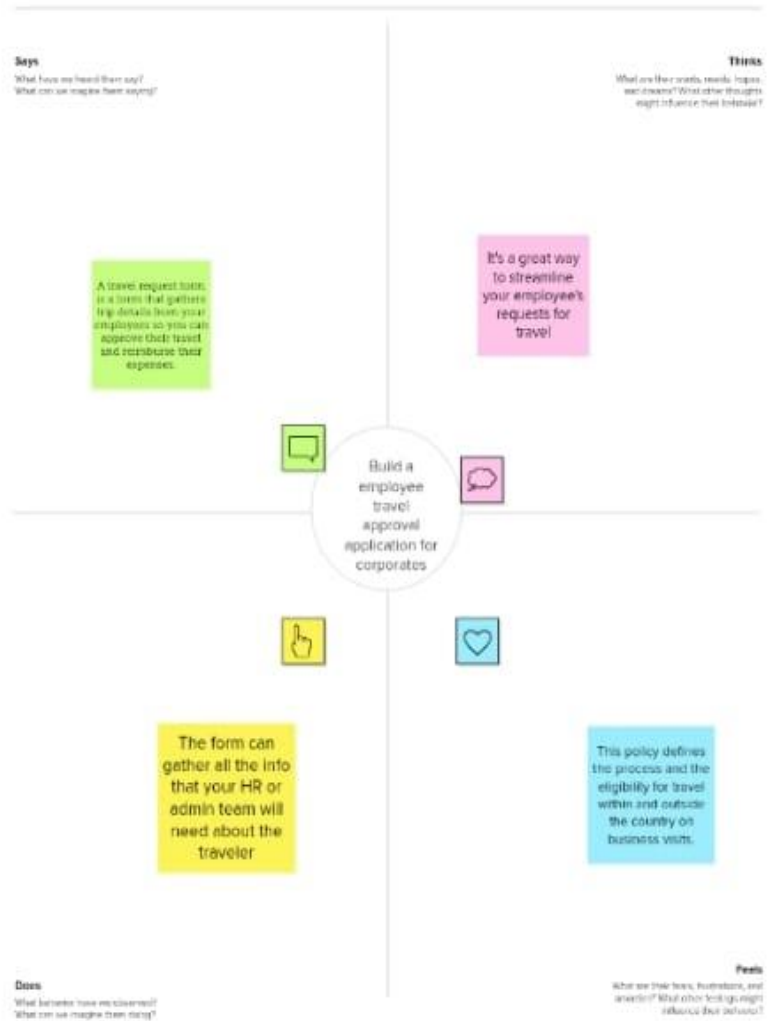 Says
What have we heard them say?
What can we imagine them saying?
Thinks
What are their wants, needs, hopes,
and dreams? What other thoughts
might influence their behavior?
A travel request form
is a form that gathers
trip details from your
employees so you can
approve their travel
and reimburse their
expenses.
It's a great way
to streamline
your employee's
requests for
travel
Build a
employee
travel
approval
application for
corporates
The form can
gather all the info
that your HR or
admin team will
need about the
traveler
This policy defines
the process and the
eligibility for travel
within and outside
the country on
business visits.
Does
What behavior have we observed?
What can we imagine them doing?
Feels
What are their fears, frustrations, and
anxieties? What other feelings might
influence their behavior?